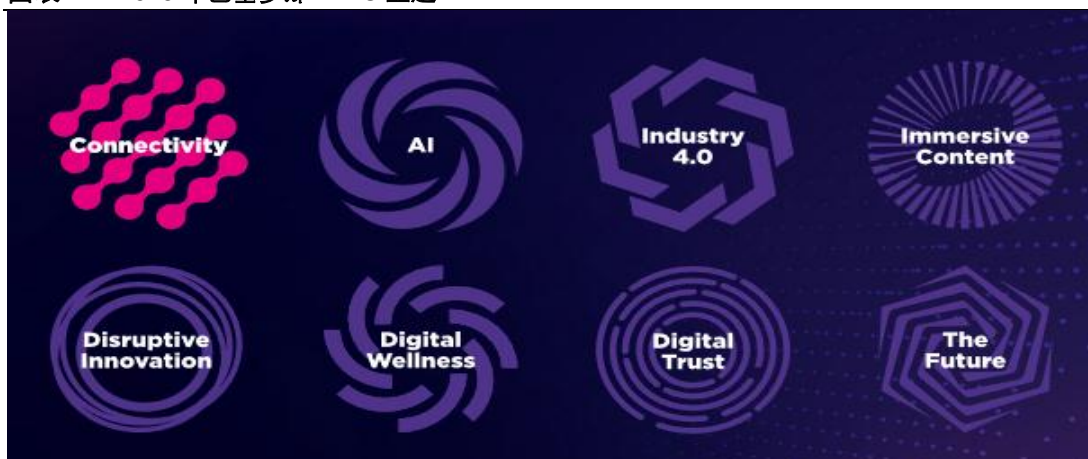 Connectivity
AI
Industry
4.0
Immersive
Content
Disruptive
Innovation
Digital
Wellness
Digital
Trust
The
Future